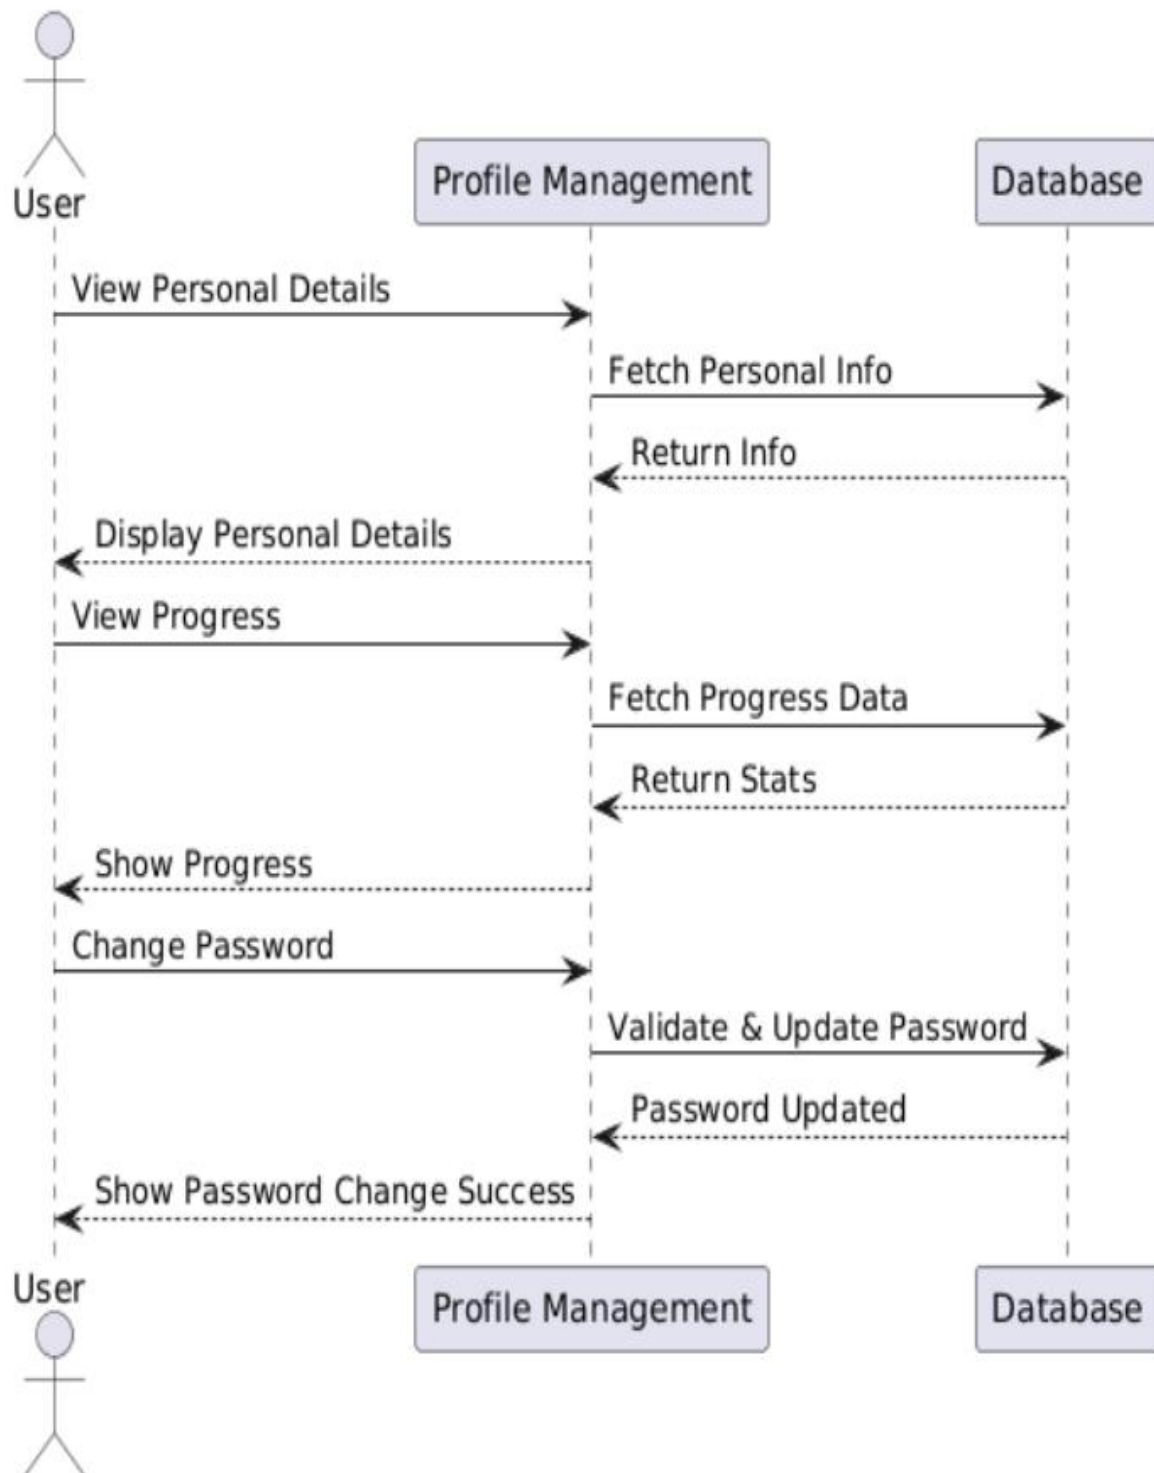 User
Profile Management
Database
View Personal Details
Fetch Personal Info
Return Info
Display Personal Details
View Progress
Fetch Progress Data
Return Stats
Show Progress
Change Password
Validate & Update Password
Password Updated
Show Password Change Success
User
Profile Management
Database